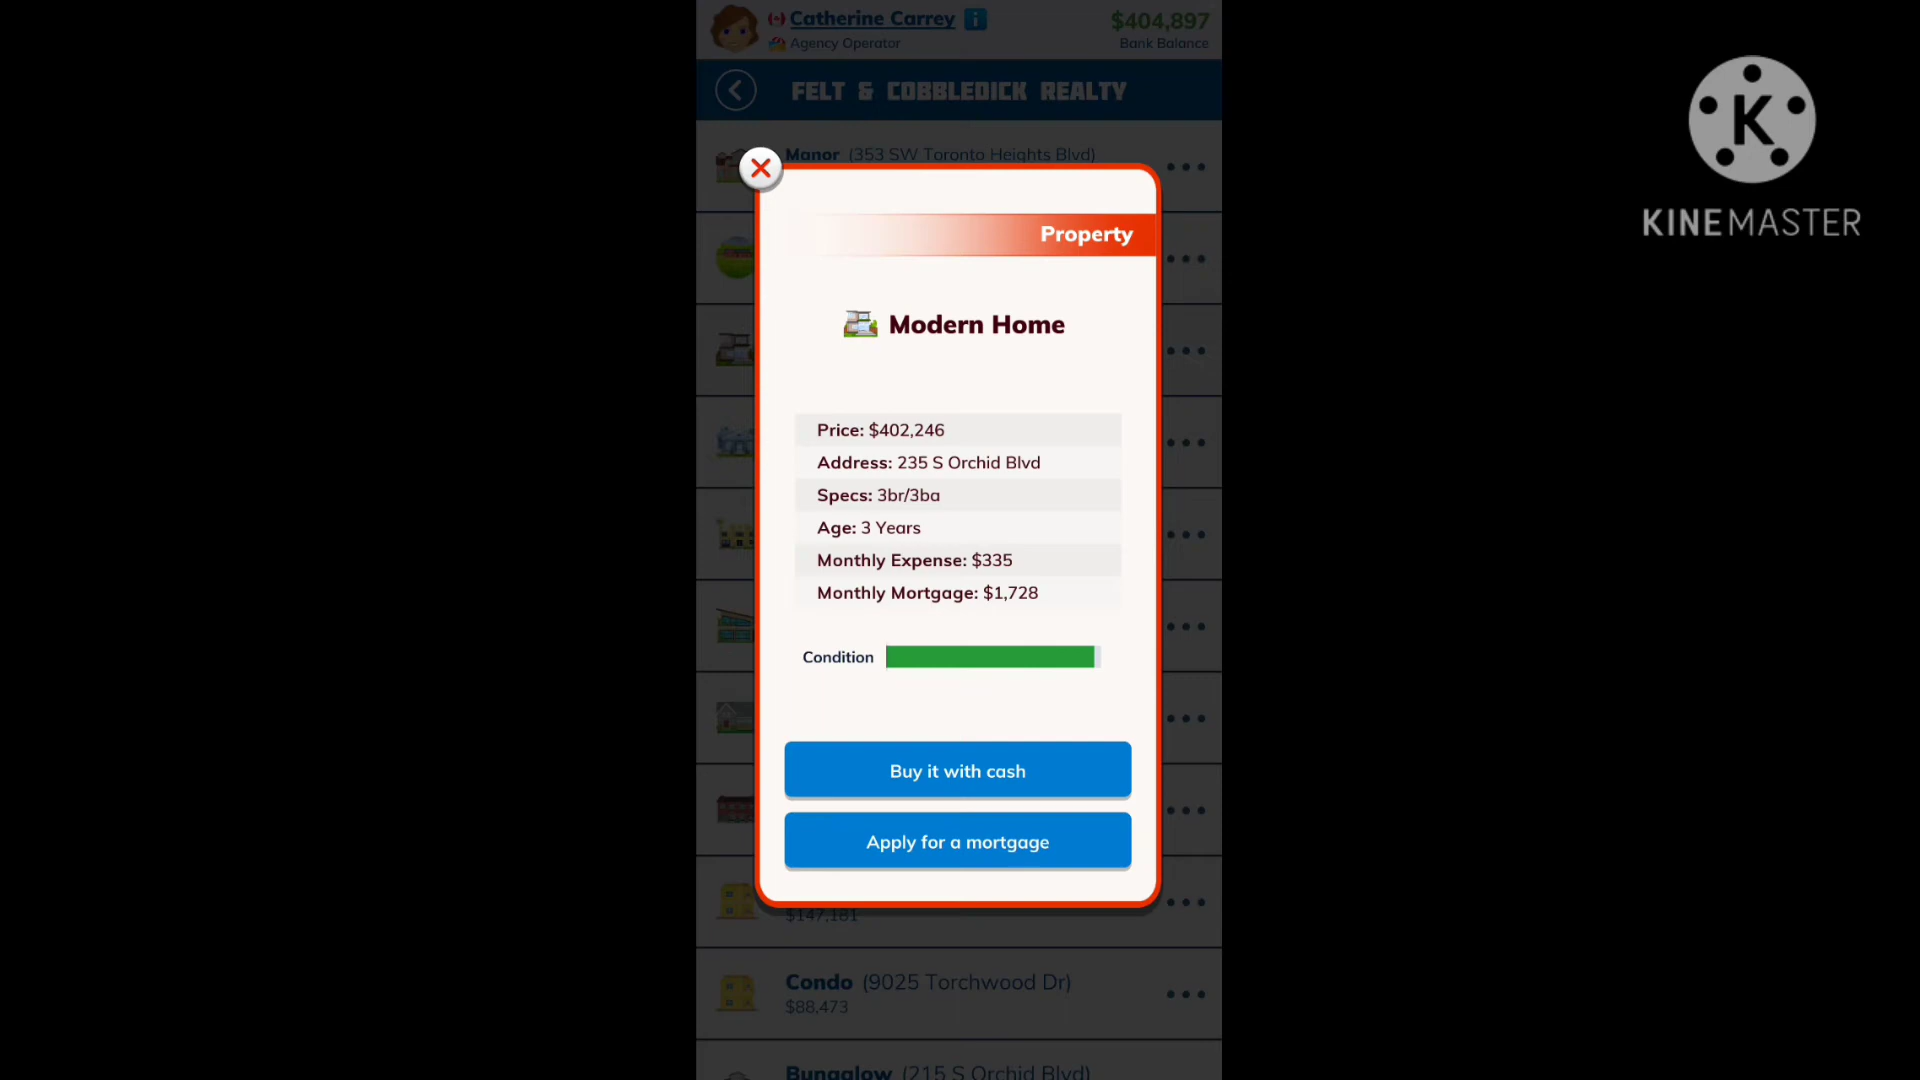 Catherine Carrey
Agency Operator
$404,897
Bank Balance
FELT & COBBLEDICK REALTY
Manor (353 SW Toronto Heights Blvd)
Property
Modern Home
Price: $402,246
Address: 235 S Orchid Blvd
Specs: 3br/3ba
Age: 3 Years
Monthly Expense: $335
Monthly Mortgage: $1,728
Condition
Buy it with cash
Apply for a mortgage
$147,181
Condo (9025 Torchwood Dr)
$88,473
Bungalow (215 S Orchid Blvd)
K
KINEMASTER